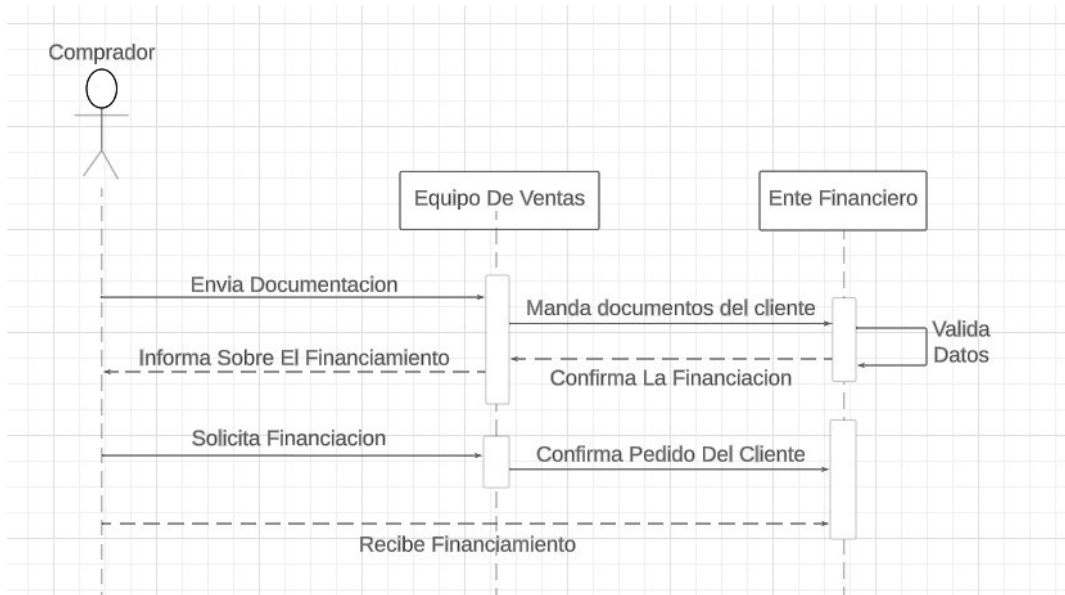 Comprador
Equipo De Ventas
Ente Financiero
Envia Documentacion
Manda documentos del cliente
Valida
Datos
Informa Sobre El Financiamiento
Confirma La Financiacion
Solicita Financiacion
Confirma Pedido Del Cliente
Recibe Financiamiento